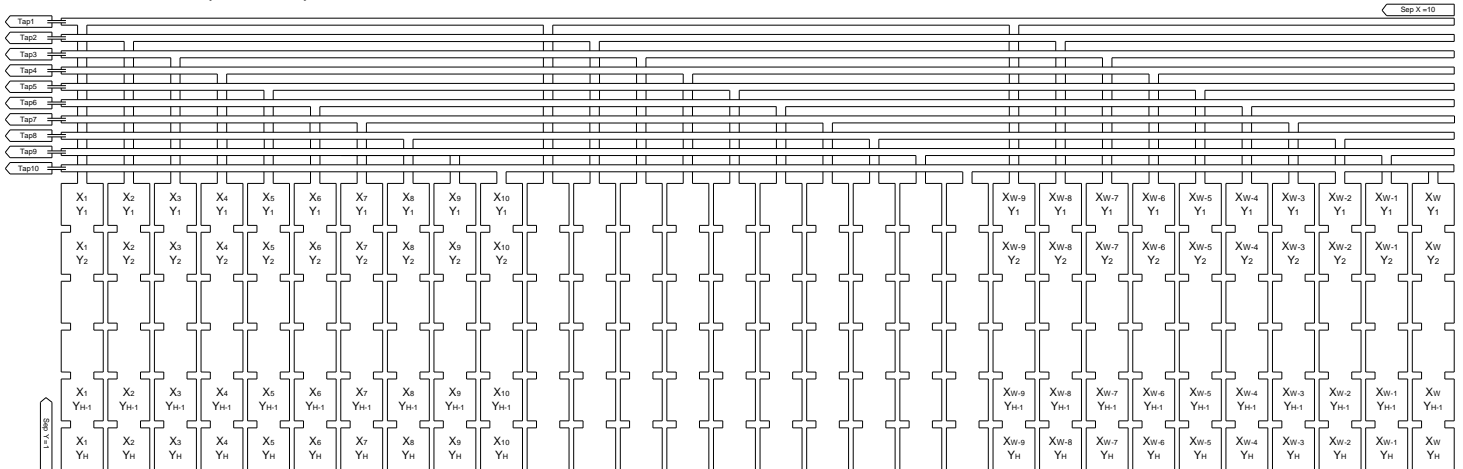 Sep X =10
Tap1
Tap2
Tap3
Tap4
Tap5
Tap6
Tap7
Tap8
Tap9
Tap10
X1 X2 X3 X4 X5 X6 X7 X8 X9 X10 XW-9 XW-8 XW-7 XW-6 XW-5 XW-4 XW-3 XW-2 XW-1 XW
Y1 Y1 Y1 Y1 Y1 Y1 Y1 Y1 Y1 Y1 Y1 Y1 Y1 Y1 Y1 Y1 Y1 Y1 Y1 Y1
X1 X2 X3 X4 X5 X6 X7 X8 X9 X10 XW-9 XW-8 XW-7 XW-6 XW-5 XW-4 XW-3 XW-2 XW-1 XW
Y2 Y2 Y2 Y2 Y2 Y2 Y2 Y2 Y2 Y2 Y2 Y2 Y2 Y2 Y2 Y2 Y2 Y2 Y2 Y2
X1 X2 X3 X4 X5 X6 X7 X8 X9 X10 XW-9 XW-8 XW-7 XW-6 XW-5 XW-4 XW-3 XW-2 XW-1 XW
YH-1 YH-1 YH-1 YH-1 YH-1 YH-1 YH-1 YH-1 YH-1 YH-1 YH-1 YH-1 YH-1 YH-1 YH-1 YH-1 YH-1 YH-1 YH-1 YH-1
Sep Y =1
X1 X2 X3 X4 X5 X6 X7 X8 X9 X10 XW-9 XW-8 XW-7 XW-6 XW-5 XW-4 XW-3 XW-2 XW-1 XW
YH YH YH YH YH YH YH YH YH YH YH YH YH YH YH YH YH YH YH YH